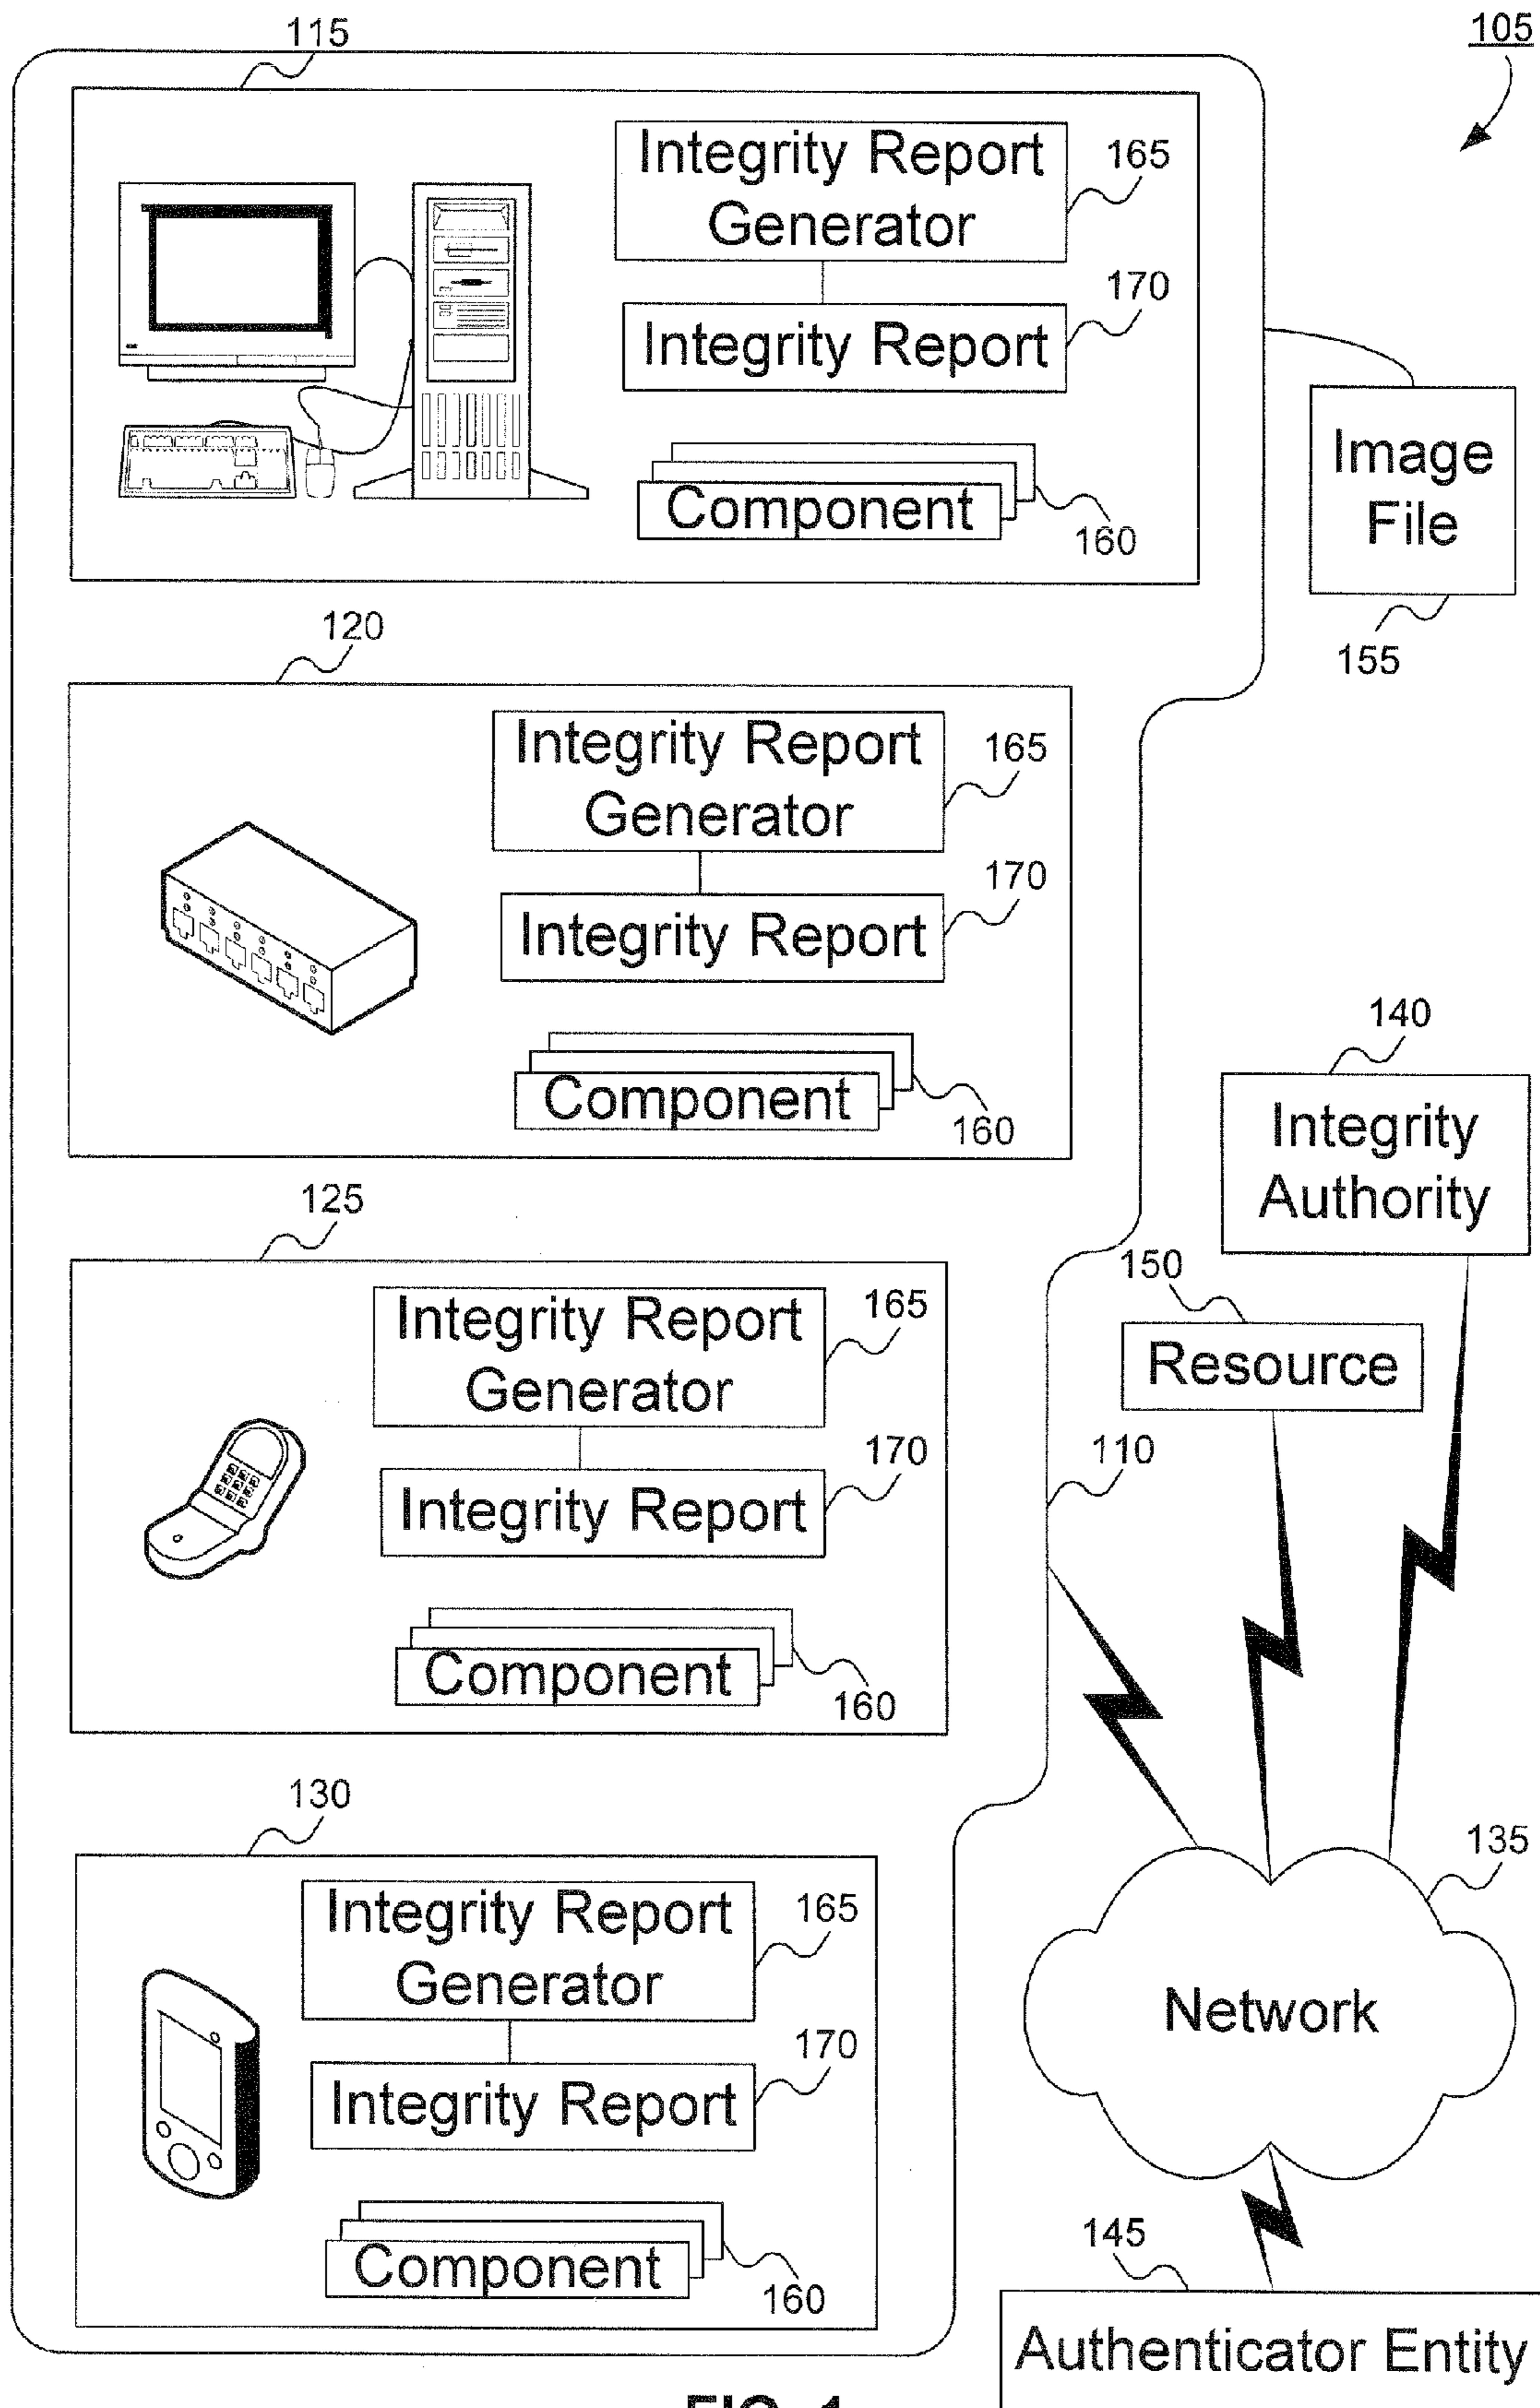 105
115
Integrity Report
Generator
165
Integrity Report
170
Component
160
Image
File
155
120
Integrity Report
Generator
165
Integrity Report
170
Component
160
140
Integrity
Authority
125
Integrity Report
Generator
165
Integrity Report
170
Component
160
150
Resource
110
130
Integrity Report
Generator
165
Integrity Report
170
Component
160
135
Network
145
Authenticator Entity
FIG. 1